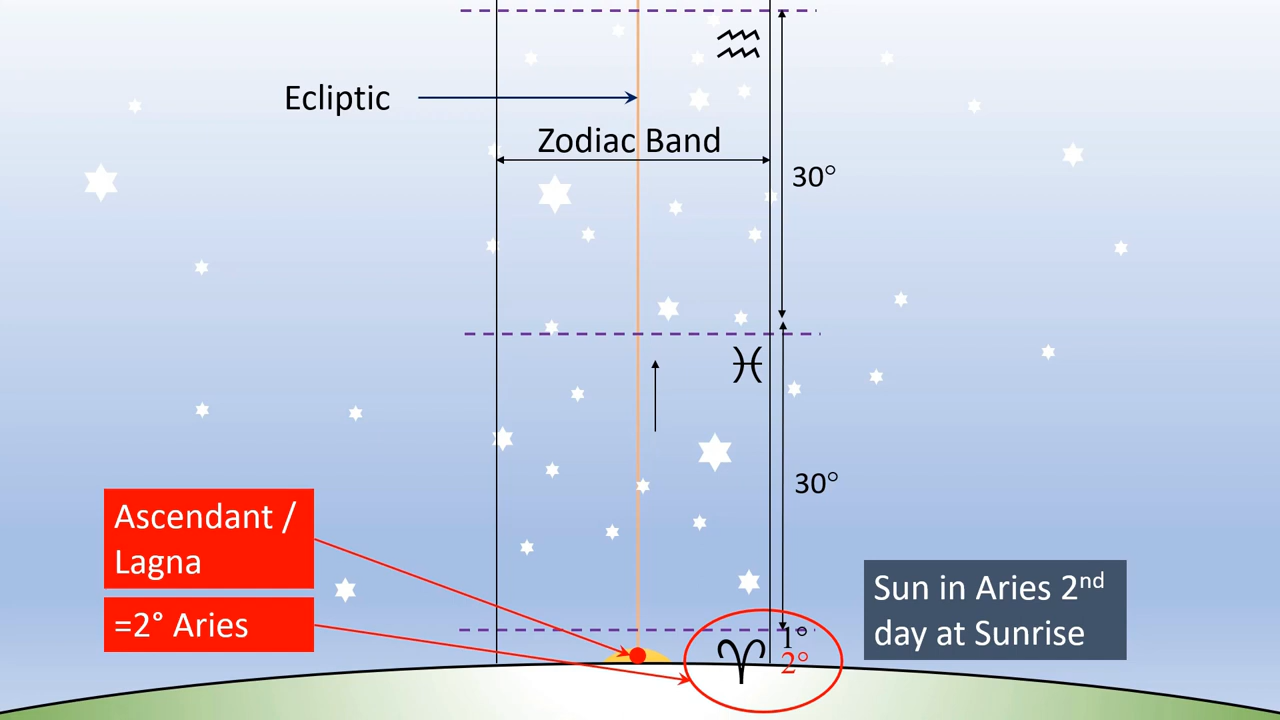 ♒
Ecliptic
Zodiac Band
30°
♓
30°
Ascendant /
Lagna
=2° Aries
Sun in Aries 2nd
day at Sunrise
♈
1°
2°